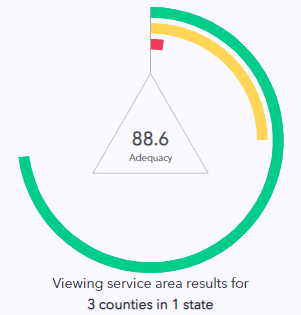 88.6
Adequacy
Viewing service area results for
3 counties in 1 state